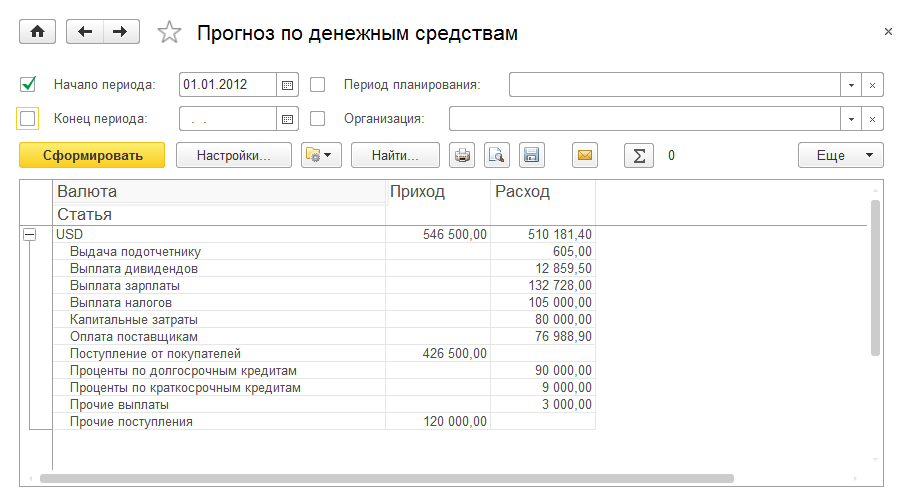 Прогноз по денежным средствам
Начало периода: 01.01.2012 Период планирования:
Конец периода: . . Организация:
Сформировать Настройки... Найти... Σ 0 Еще
Валюта Приход Расход
Статья
USD 546 500,00 510 181,40
Выдача подотчетнику 605,00
Выплата дивидендов 12 859,50
Выплата зарплаты 132 728,00
Выплата налогов 105 000,00
Капитальные затраты 80 000,00
Оплата поставщикам 76 988,90
Поступление от покупателей 426 500,00
Проценты по долгосрочным кредитам 90 000,00
Проценты по краткосрочным кредитам 9 000,00
Прочие выплаты 3 000,00
Прочие поступления 120 000,00